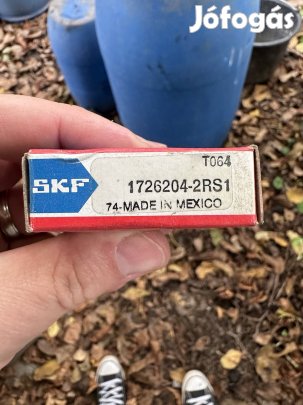 Jófogás
T064
SKF
1726204-2RS1
74-MADE IN MEXICO